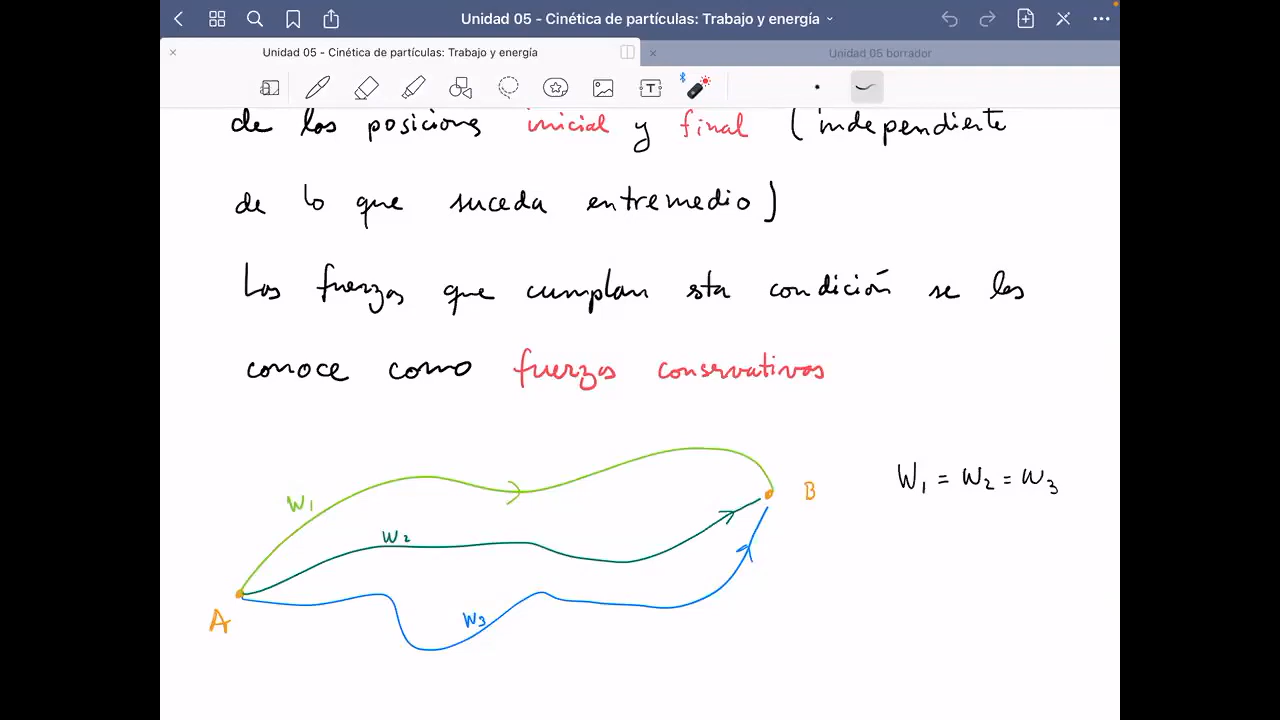 Unidad 05 - Cinética de partículas: Trabajo y energía
Unidad 05 - Cinética de partículas: Trabajo y energía
Unidad 05 borrador
de las posiciones inicial y final (independiente
de lo que suceda entremedio)
Las fuerzas que cumplan esta condición se les
conoce como fuerzas conservativas
W1
W2
W3
A
B
W1 = W2 = W3